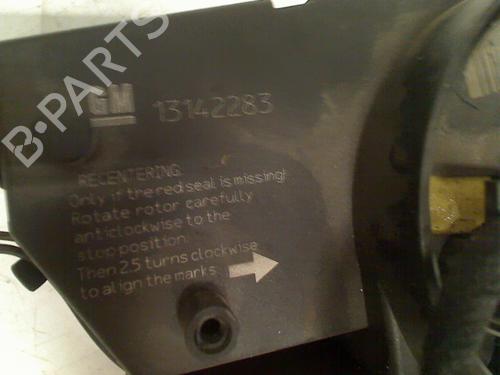 B-PARTS
GM 13142283
RECENTERING
Only if the red seal is missing!
Rotate rotor carefully
anticlockwise to the
stop position.
Then 2.5 turns clockwise
to align the marks